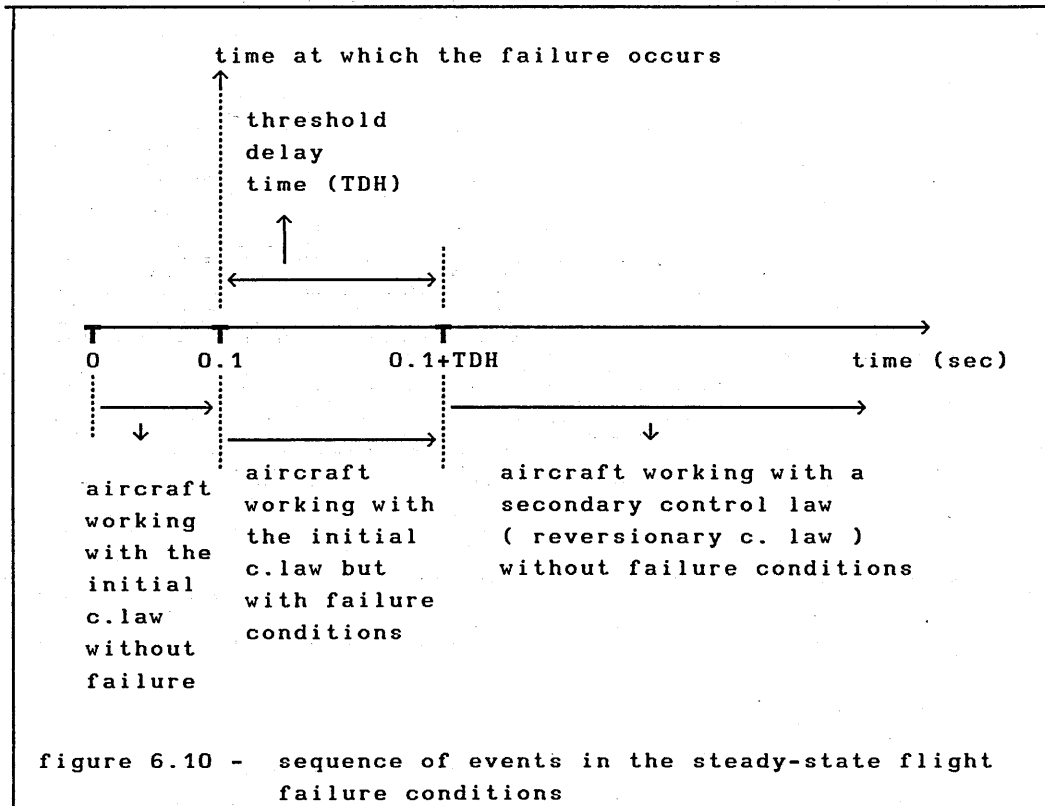 time at which the failure occurs
threshold
delay
time (TDH)
0
0.1
0.1+TDH
time (sec)
aircraft
working
with the
initial
c.law
without
failure
aircraft
working with
the initial
c.law but
with failure
conditions
aircraft working with a
secondary control law
( reversionary c. law )
without failure conditions
figure 6.10 - sequence of events in the steady-state flight
failure conditions